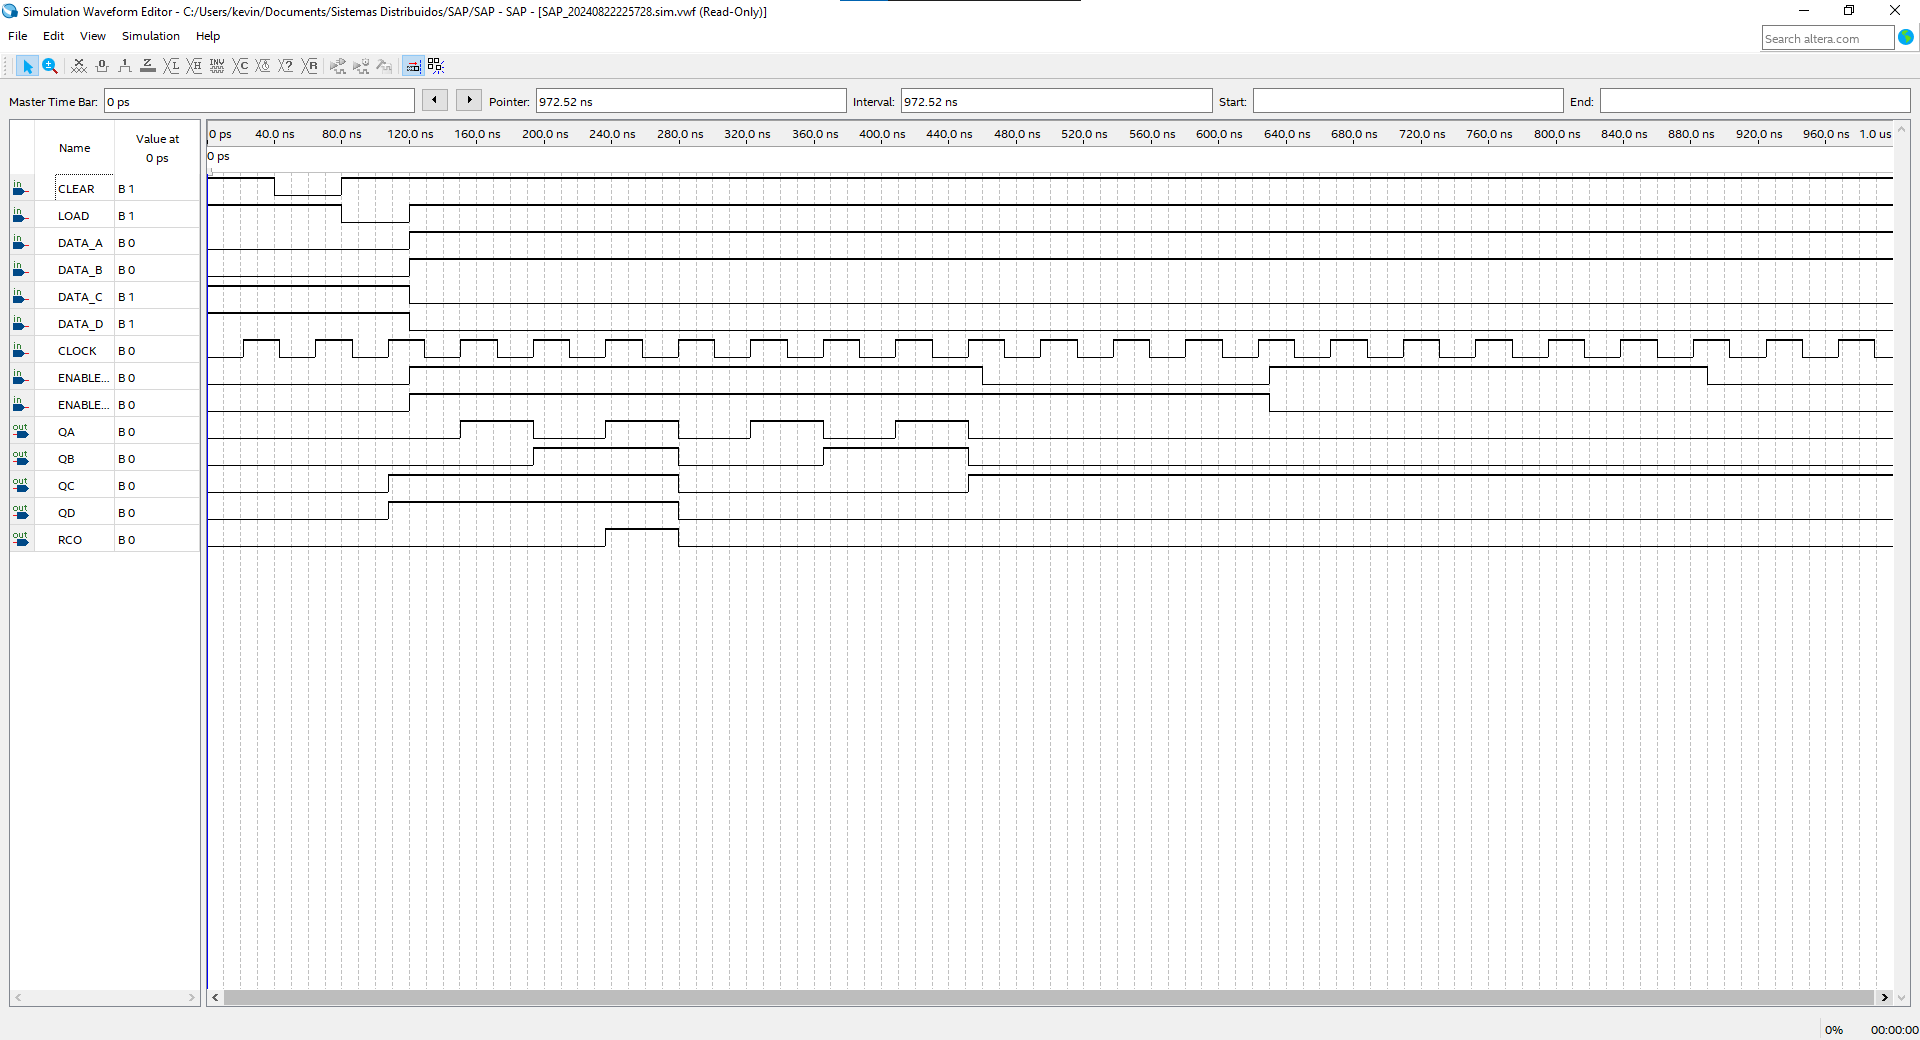 Simulation Waveform Editor - C:/Users/kevin/Documents/Sistemas Distribuidos/SAP/SAP - SAP - [SAP_20240822225728.sim.vwf (Read-Only)]
File Edit View Simulation Help
Search altera.com
Master Time Bar: 0 ps Pointer: 972.52 ns Interval: 972.52 ns Start: End:
Name Value at 0 ps
0 ps 40.0 ns 80.0 ns 120.0 ns 160.0 ns 200.0 ns 240.0 ns 280.0 ns 320.0 ns 360.0 ns 400.0 ns 440.0 ns 480.0 ns 520.0 ns 560.0 ns 600.0 ns 640.0 ns 680.0 ns 720.0 ns 760.0 ns 800.0 ns 840.0 ns 880.0 ns 920.0 ns 960.0 ns 1.0 us
0 ps
in CLEAR B 1
in LOAD B 1
in DATA_A B 0
in DATA_B B 0
in DATA_C B 1
in DATA_D B 1
in CLOCK B 0
in ENABLE... B 0
in ENABLE... B 0
out QA B 0
out QB B 0
out QC B 0
out QD B 0
out RCO B 0
0% 00:00:00